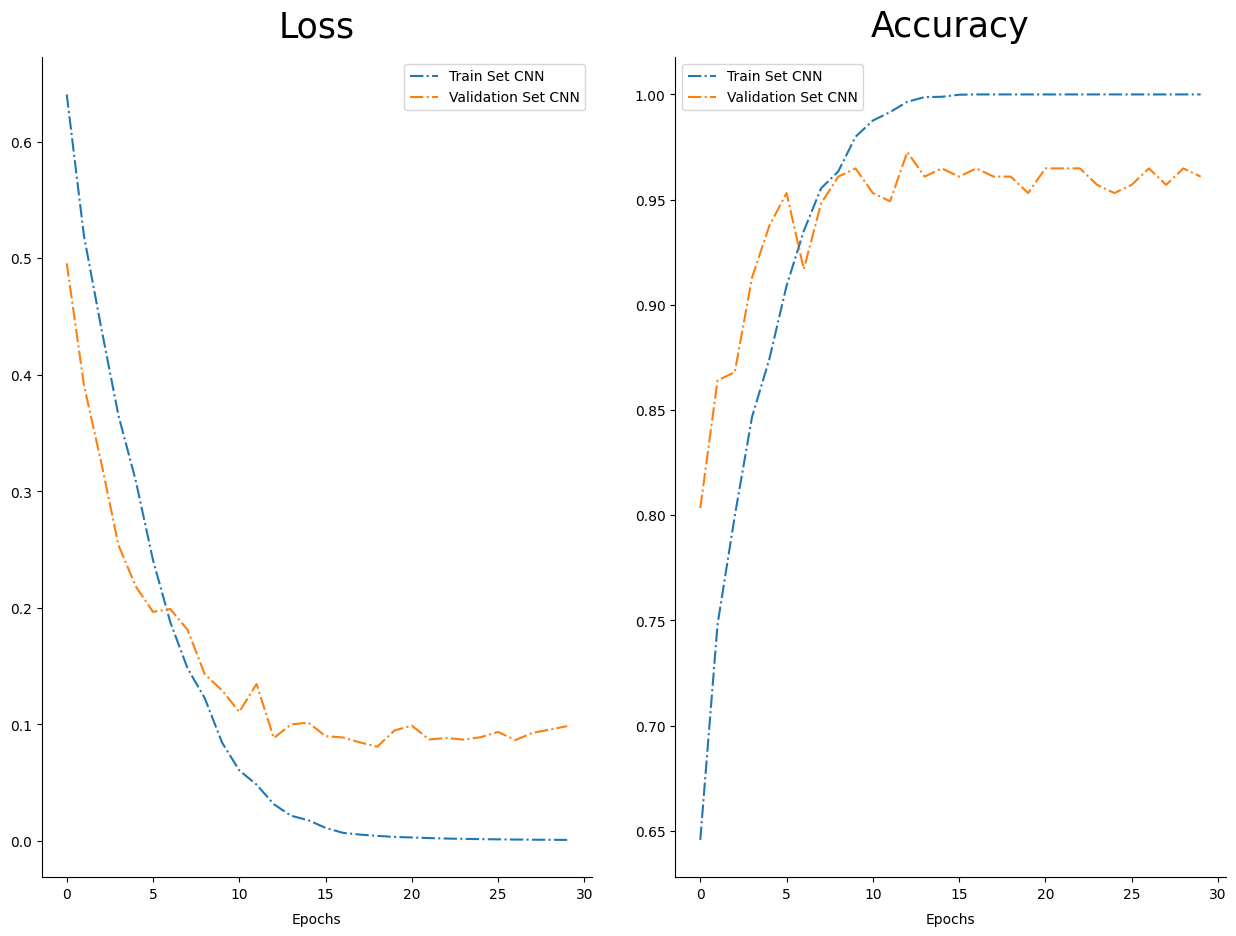 Loss
Train Set CNN
Validation Set CNN
0.6
0.5
0.4
0.3
0.2
0.1
0.0
0 5 10 15 20 25 30
Epochs
Accuracy
Train Set CNN
Validation Set CNN
1.00
0.95
0.90
0.85
0.80
0.75
0.70
0.65
0 5 10 15 20 25 30
Epochs